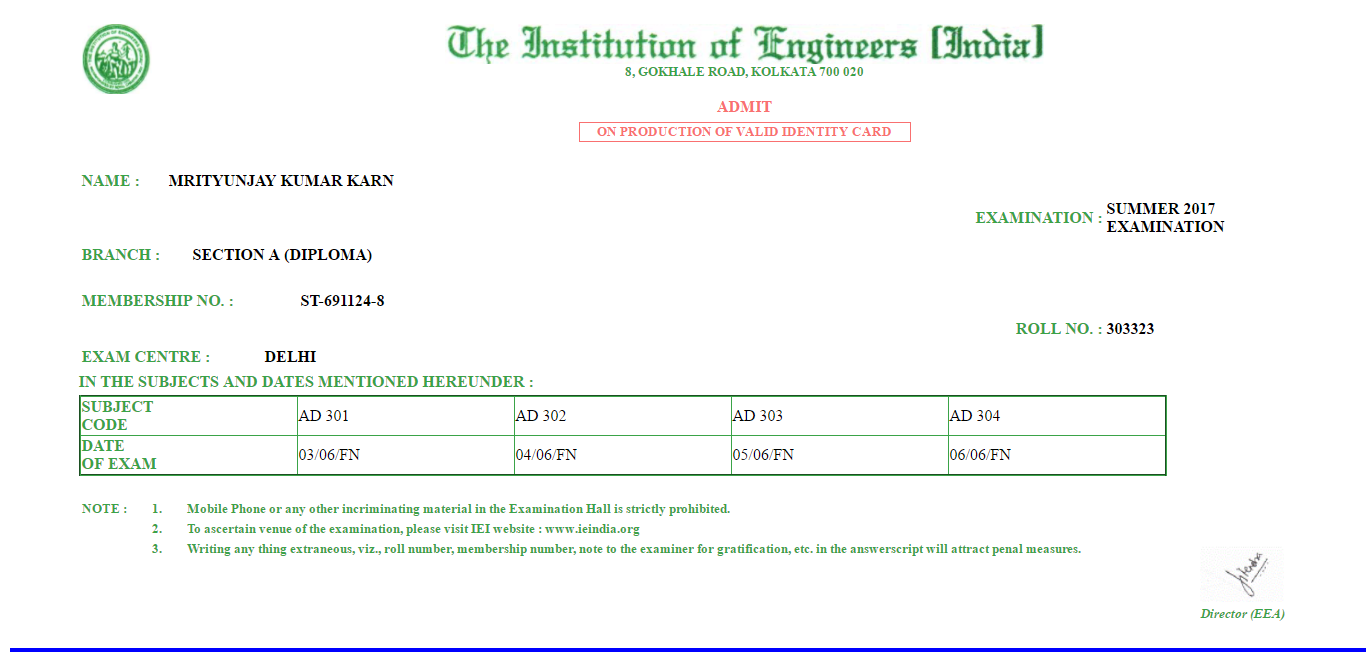 The Institution of Engineers [India]
8, GOKHALE ROAD, KOLKATA 700 020
ADMIT
ON PRODUCTION OF VALID IDENTITY CARD
NAME : MRITYUNJAY KUMAR KARN
EXAMINATION : SUMMER 2017
EXAMINATION
BRANCH : SECTION A (DIPLOMA)
MEMBERSHIP NO. : ST-691124-8
ROLL NO. : 303323
EXAM CENTRE : DELHI
IN THE SUBJECTS AND DATES MENTIONED HEREUNDER :
SUBJECT
CODE AD 301 AD 302 AD 303 AD 304
DATE
OF EXAM 03/06/FN 04/06/FN 05/06/FN 06/06/FN
NOTE : 1. Mobile Phone or any other incriminating material in the Examination Hall is strictly prohibited.
2. To ascertain venue of the examination, please visit IEI website : www.ieindia.org
3. Writing any thing extraneous, viz., roll number, membership number, note to the examiner for gratification, etc. in the answerscript will attract penal measures.
Director (EEA)